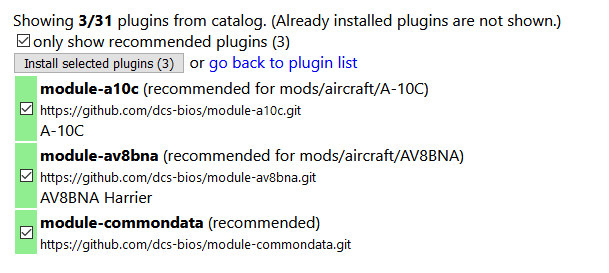 Showing 3/31 plugins from catalog. (Already installed plugins are not shown.)
only show recommended plugins (3)
Install selected plugins (3) or go back to plugin list
module-a10c (recommended for mods/aircraft/A-10C)
https://github.com/dcs-bios/module-a10c.git
A-10C
module-av8bna (recommended for mods/aircraft/AV8BNA)
https://github.com/dcs-bios/module-av8bna.git
AV8BNA Harrier
module-commondata (recommended)
https://github.com/dcs-bios/module-commondata.git